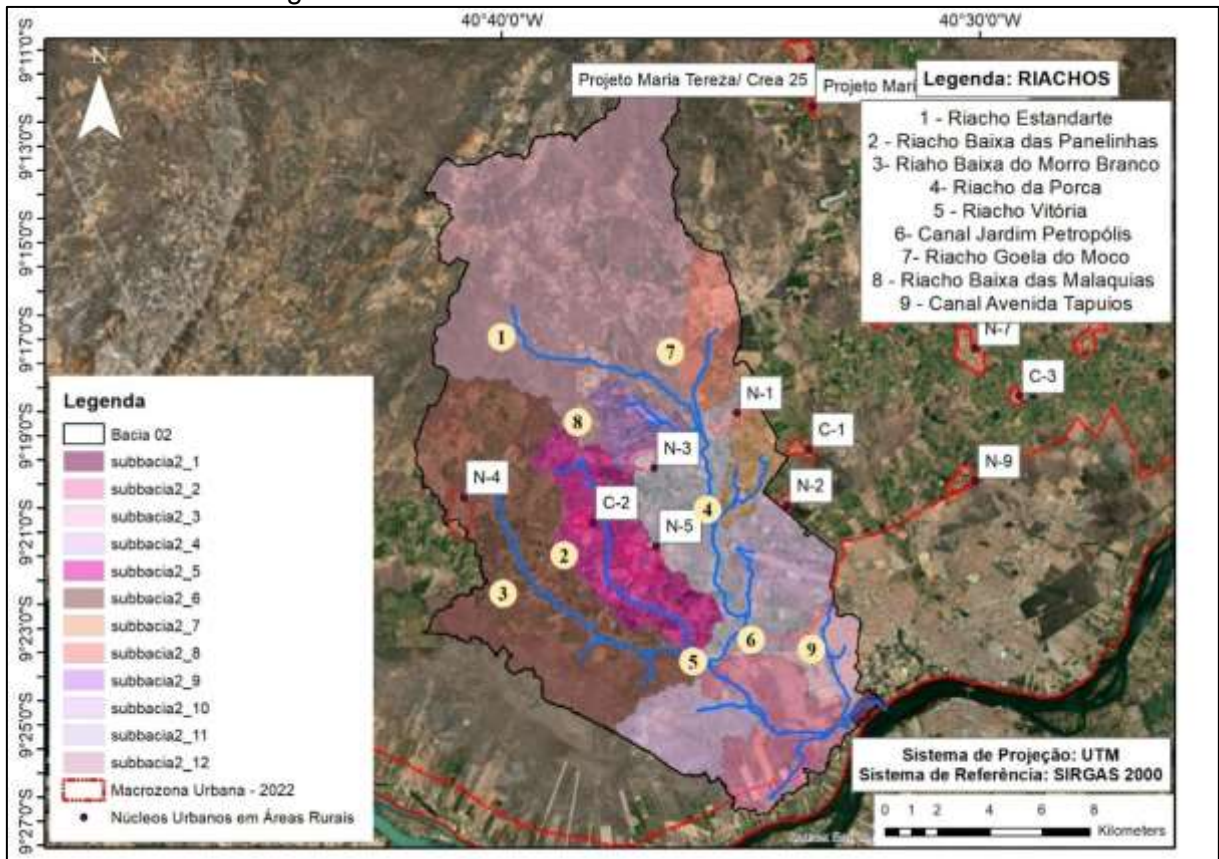 40°40'0"W
40°30'0"W
9°11'0"S
9°13'0"S
9°15'0"S
9°17'0"S
9°19'0"S
9°21'0"S
9°23'0"S
9°25'0"S
9°27'0"S
N
Projeto Maria Tereza/ Crea 25
Projeto Mari
Legenda: RIACHOS
1 - Riacho Estandarte
2 - Riacho Baixa das Panelinhas
3- Riaho Baixa do Morro Branco
4- Riacho da Porca
5 - Riacho Vitória
6- Canal Jardim Petropólis
7- Riacho Goela do Moco
8 - Riacho Baixa das Malaquias
9 - Canal Avenida Tapuios
N-7
C-3
N-1
C-1
N-3
N-9
N-4
N-2
C-2
N-5
1
7
8
4
2
3
6
9
5
Legenda
Bacia 02
subbacia2_1
subbacia2_2
subbacia2_3
subbacia2_4
subbacia2_5
subbacia2_6
subbacia2_7
subbacia2_8
subbacia2_9
subbacia2_10
subbacia2_11
subbacia2_12
Macrozona Urbana - 2022
Núcleos Urbanos em Áreas Rurais
Sistema de Projeção: UTM
Sistema de Referência: SIRGAS 2000
0 1 2 4 6 8
Kilometers